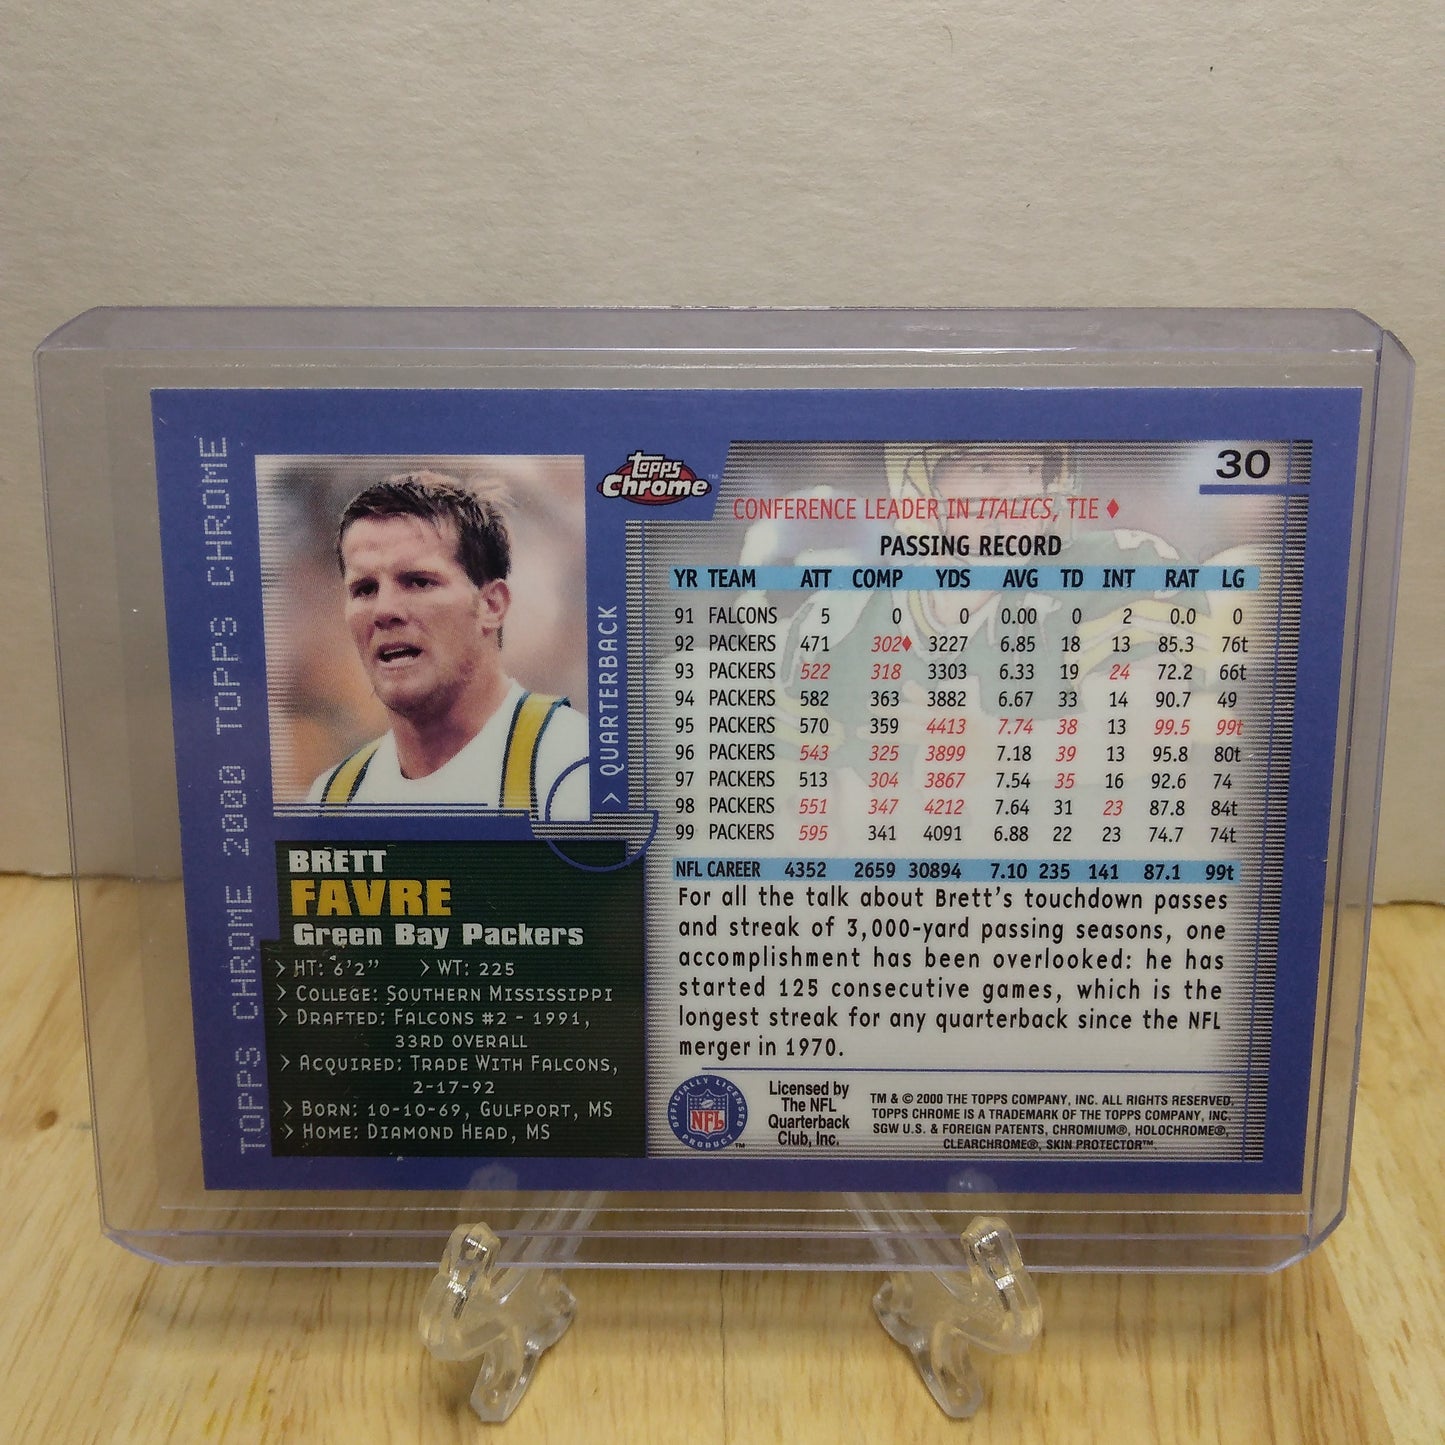 TOPPS CHROME 2000 TOPPS CHROME
Topps
Chrome™
30
> QUARTERBACK
BRETT
FAVRE
Green Bay Packers
> HT: 6'2" > WT: 225
> COLLEGE: SOUTHERN MISSISSIPPI
> DRAFTED: FALCONS #2 - 1991,
33RD OVERALL
> ACQUIRED: TRADE WITH FALCONS,
2-17-92
> BORN: 10-10-69, GULFPORT, MS
> HOME: DIAMOND HEAD, MS
CONFERENCE LEADER IN ITALICS, TIE ♦
PASSING RECORD
YR TEAM ATT COMP YDS AVG TD INT RAT LG
91 FALCONS 5 0 0 0.00 0 2 0.0 0
92 PACKERS 471 302♦ 3227 6.85 18 13 85.3 76t
93 PACKERS 522 318 3303 6.33 19 24 72.2 66t
94 PACKERS 582 363 3882 6.67 33 14 90.7 49
95 PACKERS 570 359 4413 7.74 38 13 99.5 99t
96 PACKERS 543 325 3899 7.18 39 13 95.8 80t
97 PACKERS 513 304 3867 7.54 35 16 92.6 74
98 PACKERS 551 347 4212 7.64 31 23 87.8 84t
99 PACKERS 595 341 4091 6.88 22 23 74.7 74t
NFL CAREER 4352 2659 30894 7.10 235 141 87.1 99t
For all the talk about Brett's touchdown passes
and streak of 3,000-yard passing seasons, one
accomplishment has been overlooked: he has
started 125 consecutive games, which is the
longest streak for any quarterback since the NFL
merger in 1970.
OFFICIALLY LICENSED PRODUCT
NFL
™
Licensed by
The NFL
Quarterback
Club, Inc.
TM & © 2000 THE TOPPS COMPANY, INC. ALL RIGHTS RESERVED.
TOPPS CHROME IS A TRADEMARK OF THE TOPPS COMPANY, INC.
SGW U.S. & FOREIGN PATENTS, CHROMIUM®, HOLOCHROME®,
CLEARCHROME®, SKIN PROTECTOR™.